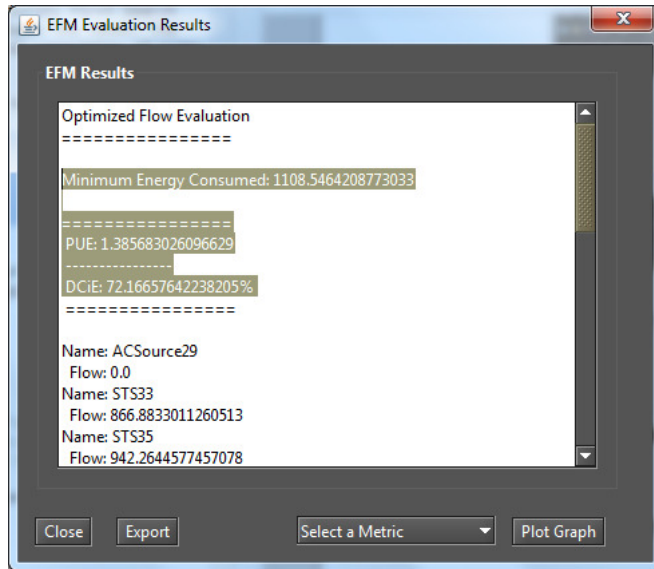 EFM Evaluation Results
EFM Results
Optimized Flow Evaluation
================
Minimum Energy Consumed: 1108.5464208773033
================
PUE: 1.385683026096629
----------------
DCiE: 72.16657642238205%
================
Name: ACSource29
Flow: 0.0
Name: STS33
Flow: 866.8833011260513
Name: STS35
Flow: 942.2644577457078
Close Export Select a Metric Plot Graph